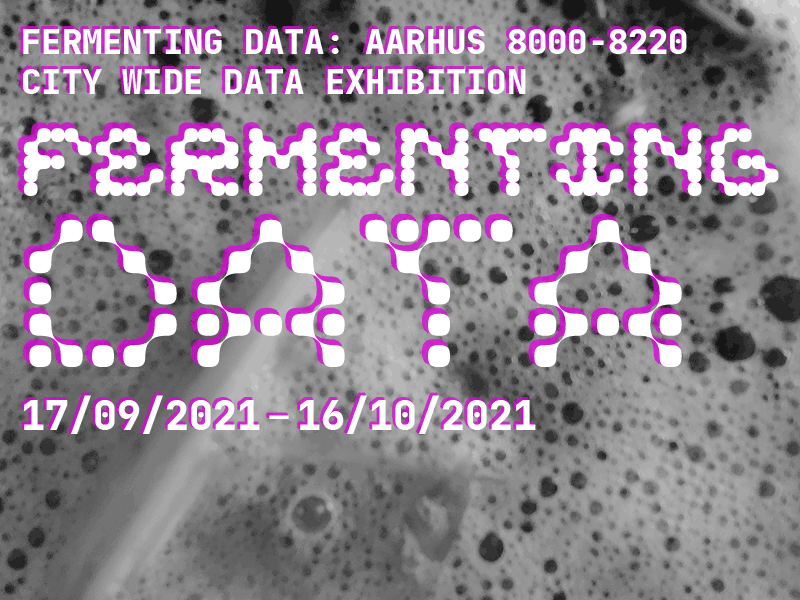 FERMENTING DATA: AARHUS 8000-8220
CITY WIDE DATA EXHIBITION
FERMENTING
DATA
17/09/2021 – 16/10/2021